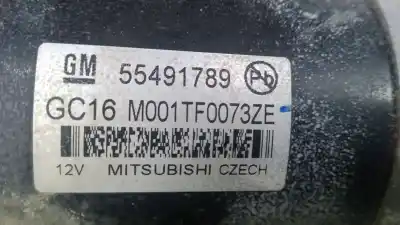 GM 55491789 Pb
GC16 M001TF0073ZE
12V MITSUBISHI CZECH